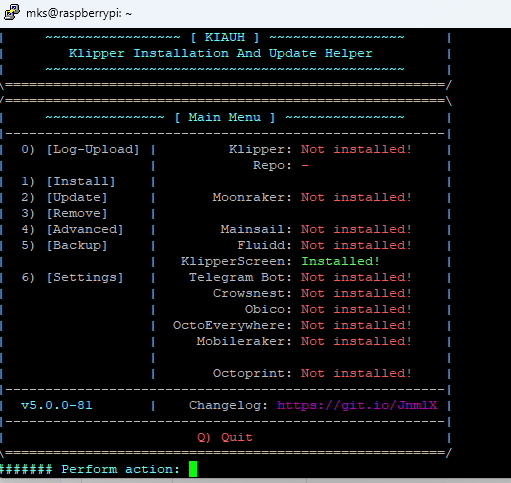 mks@raspberrypi: ~
| ~~~~~~~~~~~~~~~~~ [ KIAUH ] ~~~~~~~~~~~~~~~~~ |
| Klipper Installation And Update Helper |
| ~~~~~~~~~~~~~~~~~~~~~~~~~~~~~~~~~~~~~~~~~~~~~ |
\=======================================================/
/=======================================================\
| ~~~~~~~~~~~~~~~ [ Main Menu ] ~~~~~~~~~~~~~~~ |
|-------------------------------------------------------|
| 0) [Log-Upload] | Klipper: Not installed! |
| | Repo: - |
| 1) [Install] | |
| 2) [Update] | Moonraker: Not installed! |
| 3) [Remove] | |
| 4) [Advanced] | Mainsail: Not installed! |
| 5) [Backup] | Fluidd: Not installed! |
| | KlipperScreen: Installed! |
| 6) [Settings] | Telegram Bot: Not installed! |
| | Crowsnest: Not installed! |
| | Obico: Not installed! |
| | OctoEverywhere: Not installed! |
| | Mobileraker: Not installed! |
| | |
| | Octoprint: Not installed! |
|-------------------------------------------------------|
| v5.0.0-81 | Changelog: https://git.io/JnmlX |
|-------------------------------------------------------|
| Q) Quit |
\=======================================================/
####### Perform action: